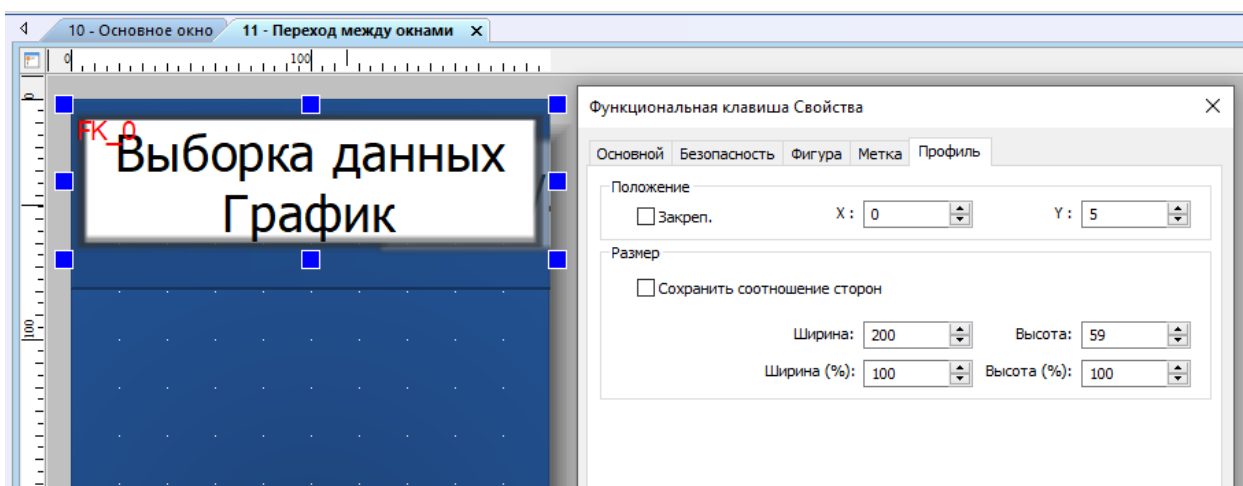 10 - Основное окно 11 - Переход между окнами X
0 100
0
FK_0
Выборка данных
График
100
Функциональная клавиша Свойства
Основной Безопасность Фигура Метка Профиль
Положение
Закреп. X : 0 Y : 5
Размер
Сохранить соотношение сторон
Ширина: 200 Высота: 59
Ширина (%): 100 Высота (%): 100